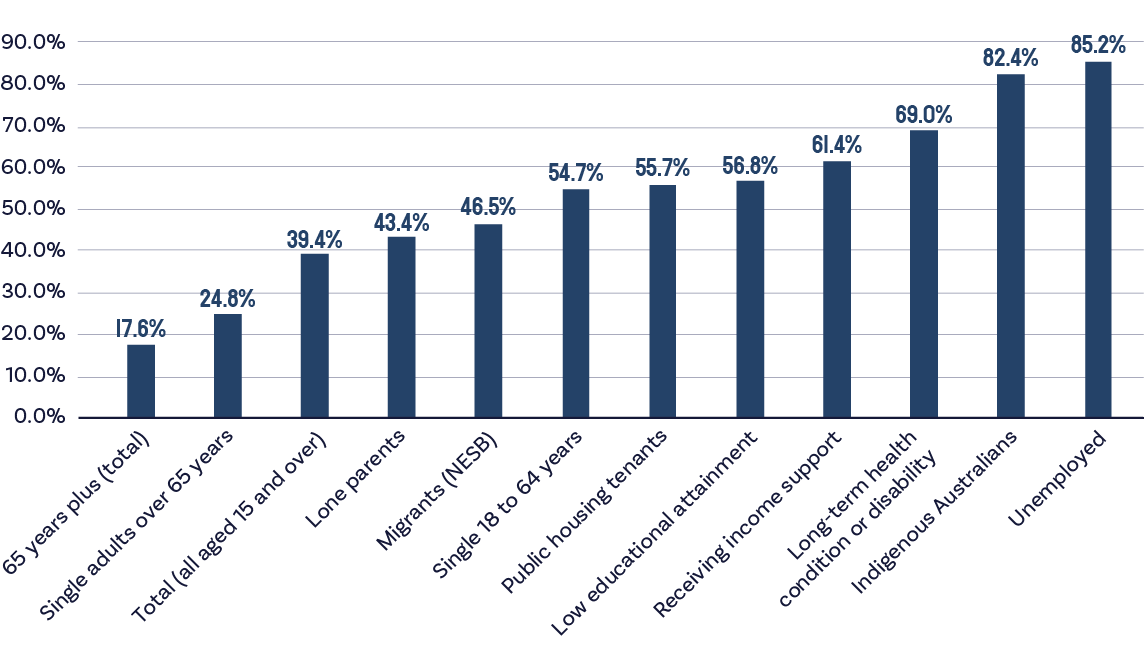 90.0%
80.0%
70.0%
60.0%
50.0%
40.0%
30.0%
20.0%
10.0%
0.0%
17.6%
24.8%
39.4%
43.4%
46.5%
54.7%
55.7%
56.8%
61.4%
69.0%
82.4%
85.2%
65 years plus (total)
Single adults over 65 years
Total (all aged 15 and over)
Lone parents
Migrants (NESB)
Single 18 to 64 years
Public housing tenants
Low educational attainment
Receiving income support
Long-term health
condition or disability
Indigenous Australians
Unemployed